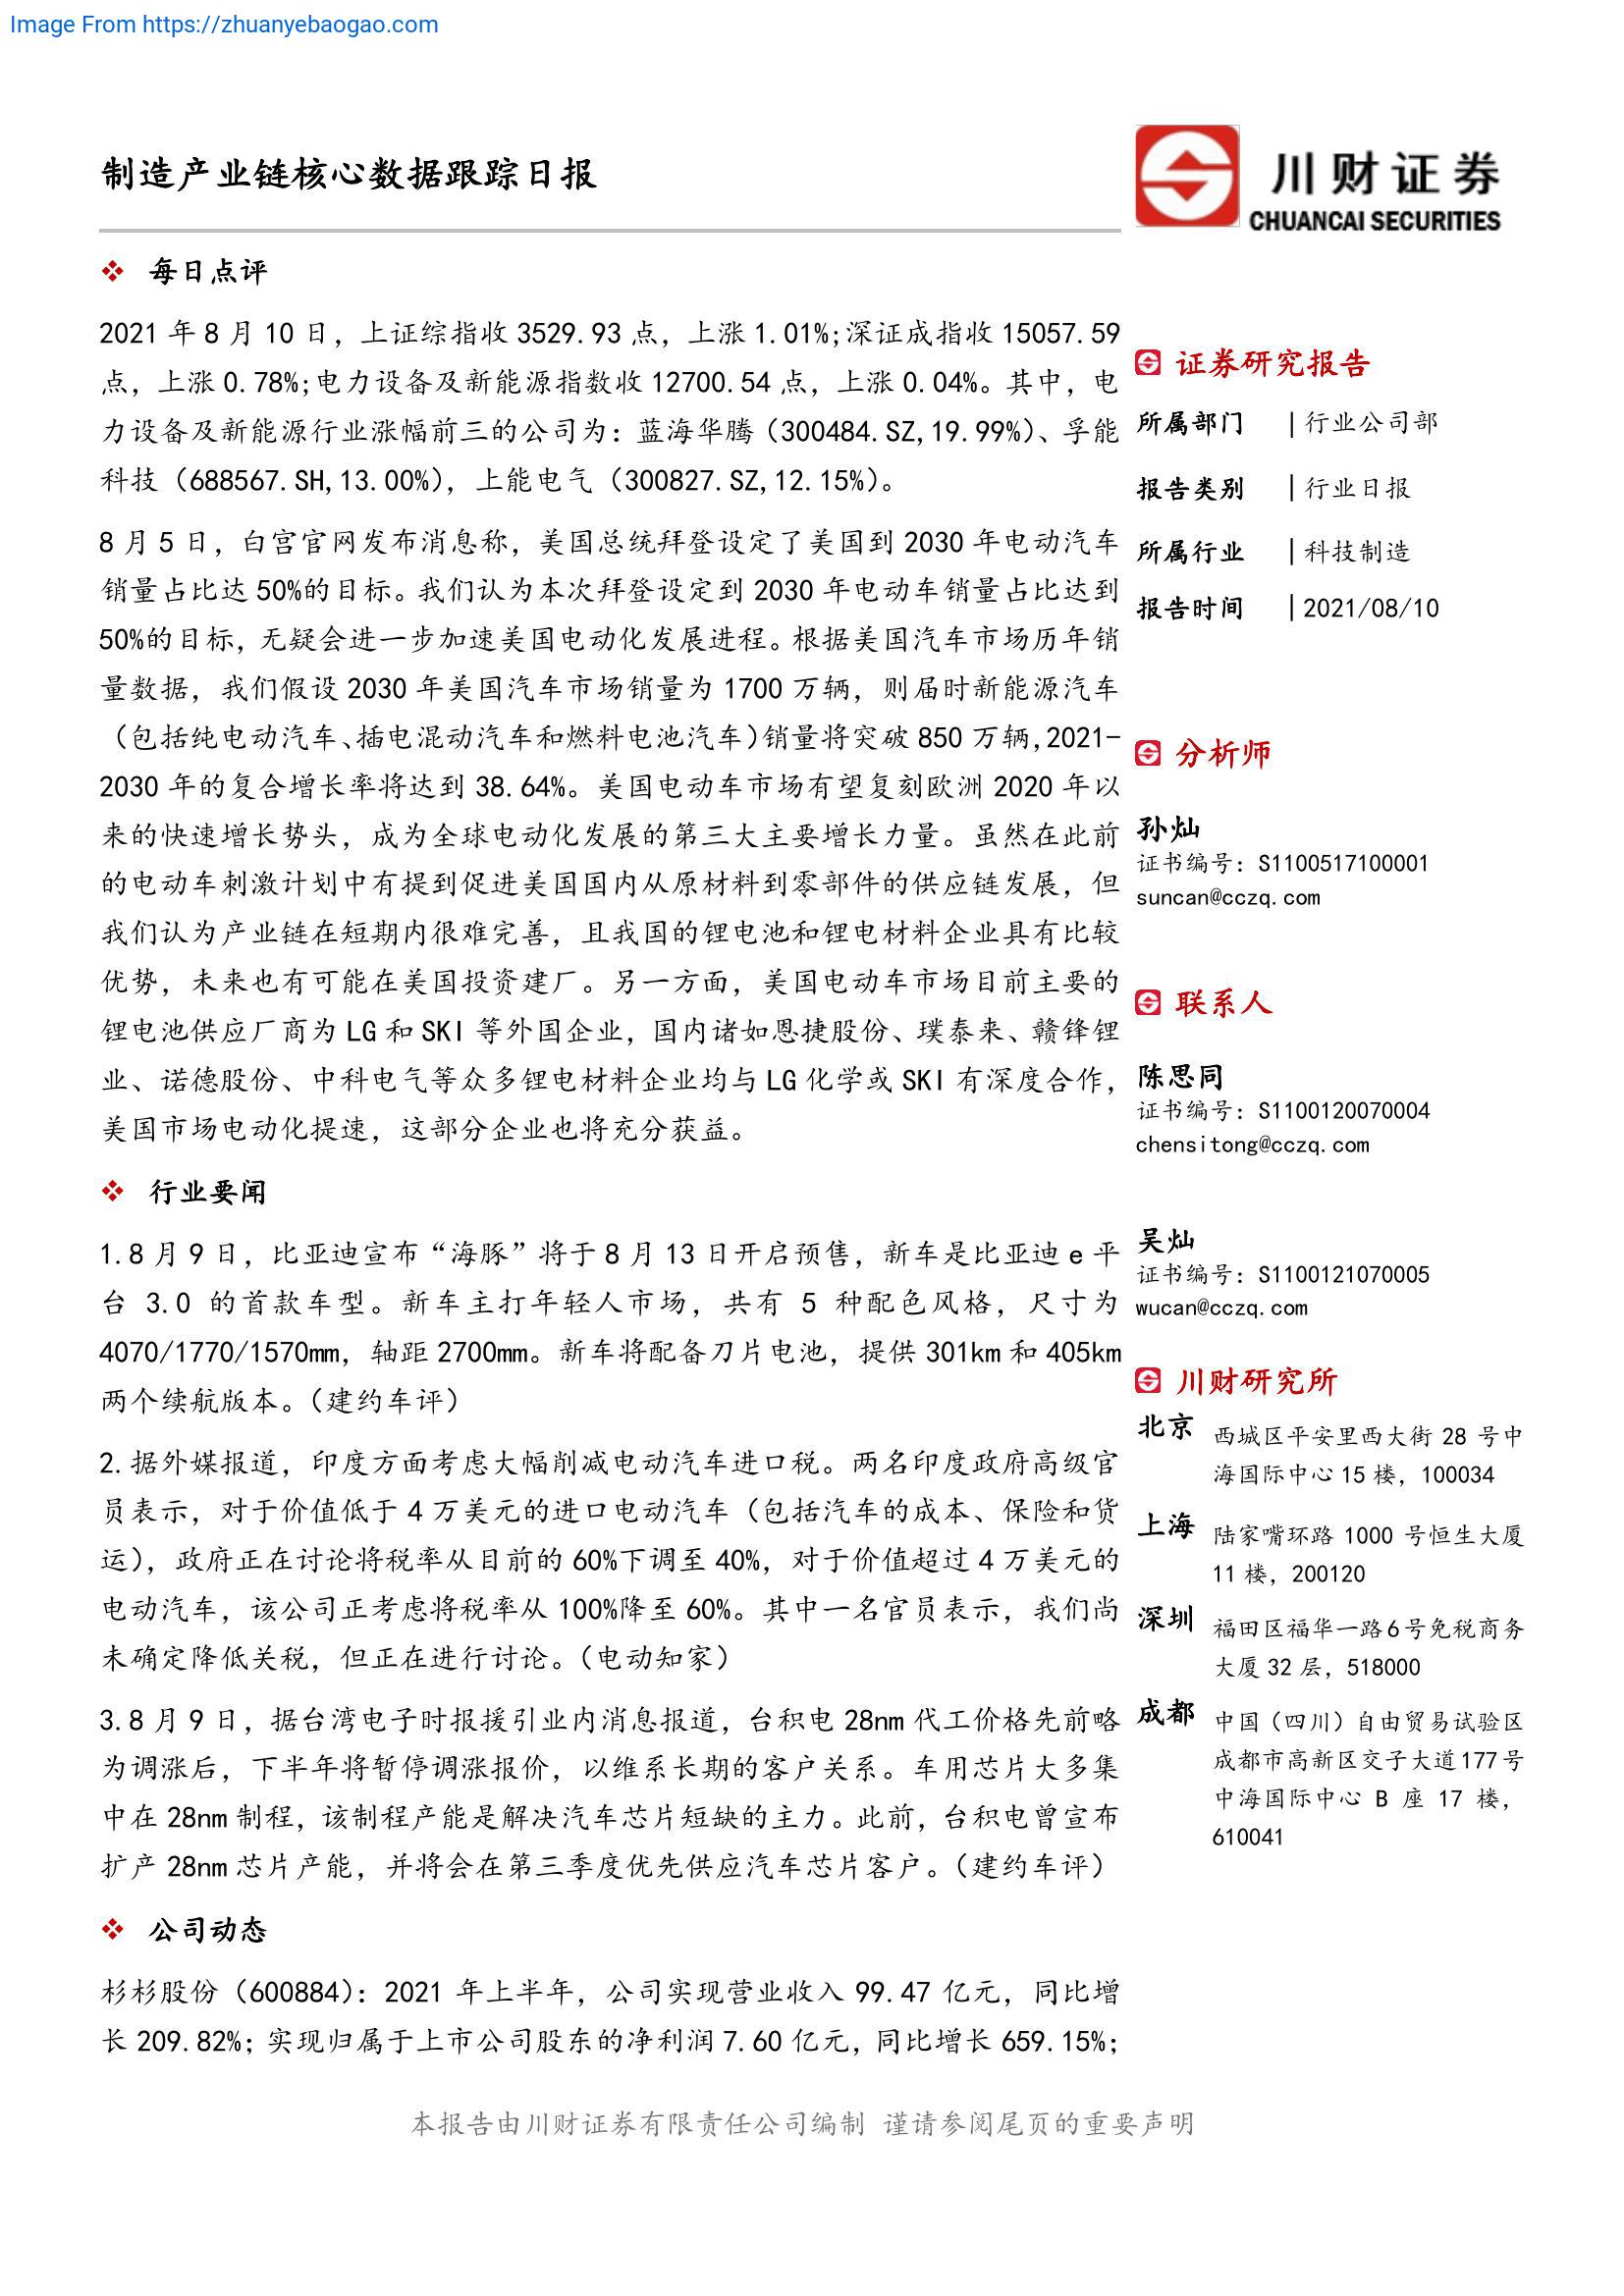 Image From https://zhuanyebaogao.com
制造产业链核心数据跟踪日报
川财证券
CHUANCAI SECURITIES
每日点评
2021 年 8 月 10 日，上证综指收 3529.93 点，上涨 1.01%;深证成指收 15057.59
点，上涨 0.78%;电力设备及新能源指数收 12700.54 点，上涨 0.04%。其中，电
力设备及新能源行业涨幅前三的公司为：蓝海华腾（300484.SZ,19.99%）、孚能
科技（688567.SH,13.00%），上能电气（300827.SZ,12.15%）。
8 月 5 日，白宫官网发布消息称，美国总统拜登设定了美国到 2030 年电动汽车
销量占比达 50%的目标。我们认为本次拜登设定到 2030 年电动车销量占比达到
50%的目标，无疑会进一步加速美国电动化发展进程。根据美国汽车市场历年销
量数据，我们假设 2030 年美国汽车市场销量为 1700 万辆，则届时新能源汽车
（包括纯电动汽车、插电混动汽车和燃料电池汽车）销量将突破 850 万辆,2021-
2030 年的复合增长率将达到 38.64%。美国电动车市场有望复刻欧洲 2020 年以
来的快速增长势头，成为全球电动化发展的第三大主要增长力量。虽然在此前
的电动车刺激计划中有提到促进美国国内从原材料到零部件的供应链发展，但
我们认为产业链在短期内很难完善，且我国的锂电池和锂电材料企业具有比较
优势，未来也有可能在美国投资建厂。另一方面，美国电动车市场目前主要的
锂电池供应厂商为 LG 和 SKI 等外国企业，国内诸如恩捷股份、璞泰来、赣锋锂
业、诺德股份、中科电气等众多锂电材料企业均与 LG 化学或 SKI 有深度合作，
美国市场电动化提速，这部分企业也将充分获益。
行业要闻
1.8 月 9 日，比亚迪宣布“海豚”将于 8 月 13 日开启预售，新车是比亚迪 e 平
台 3.0 的首款车型。新车主打年轻人市场，共有 5 种配色风格，尺寸为
4070/1770/1570mm，轴距 2700mm。新车将配备刀片电池，提供 301km 和 405km
两个续航版本。（建约车评）
2.据外媒报道，印度方面考虑大幅削减电动汽车进口税。两名印度政府高级官
员表示，对于价值低于 4 万美元的进口电动汽车（包括汽车的成本、保险和货
运），政府正在讨论将税率从目前的 60%下调至 40%，对于价值超过 4 万美元的
电动汽车，该公司正考虑将税率从 100%降至 60%。其中一名官员表示，我们尚
未确定降低关税，但正在进行讨论。（电动知家）
3.8 月 9 日，据台湾电子时报援引业内消息报道，台积电 28nm 代工价格先前略
为调涨后，下半年将暂停调涨报价，以维系长期的客户关系。车用芯片大多集
中在 28nm 制程，该制程产能是解决汽车芯片短缺的主力。此前，台积电曾宣布
扩产 28nm 芯片产能，并将会在第三季度优先供应汽车芯片客户。（建约车评）
公司动态
杉杉股份（600884）：2021 年上半年，公司实现营业收入 99.47 亿元，同比增
长 209.82%；实现归属于上市公司股东的净利润 7.60 亿元，同比增长 659.15%；
证券研究报告
所属部门 | 行业公司部
报告类别 | 行业日报
所属行业 | 科技制造
报告时间 | 2021/08/10
分析师
孙灿
证书编号：S1100517100001
suncan@cczq.com
联系人
陈思同
证书编号：S1100120070004
chensitong@cczq.com
吴灿
证书编号：S1100121070005
wucan@cczq.com
川财研究所
北京 西城区平安里西大街 28 号中
海国际中心 15 楼，100034
上海 陆家嘴环路 1000 号恒生大厦
11 楼，200120
深圳 福田区福华一路 6 号免税商务
大厦 32 层，518000
成都 中国（四川）自由贸易试验区
成都市高新区交子大道 177 号
中海国际中心 B 座 17 楼，
610041
本报告由川财证券有限责任公司编制 谨请参阅尾页的重要声明